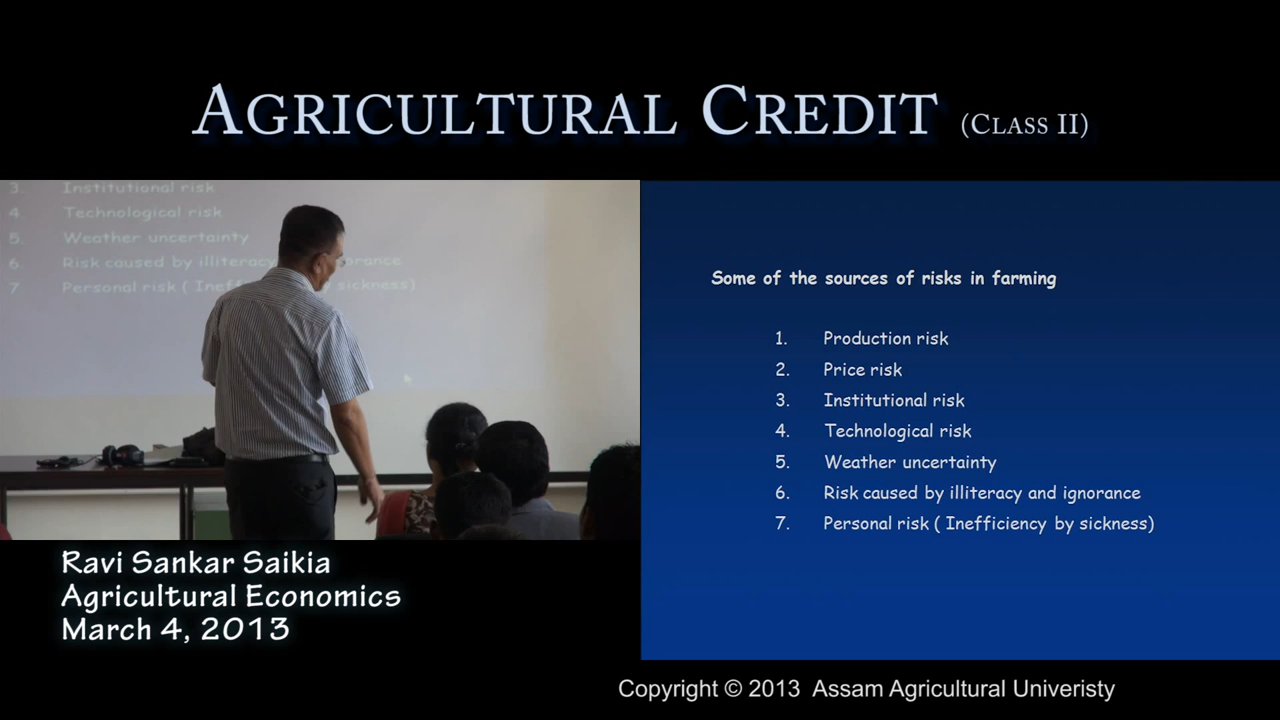 AGRICULTURAL CREDIT (CLASS II)
3. Institutional risk
4. Technological risk
5. Weather uncertainty
6. Risk caused by illiteracy
7 Personal risk ( sickness)
Some of the sources of risks in farming
1. Production risk
2. Price risk
3. Institutional risk
4. Technological risk
5. Weather uncertainty
6. Risk caused by illiteracy and ignorance
7. Personal risk ( Inefficiency by sickness)
Ravi Sankar Saikia
Agricultural Economics
March 4, 2013
Copyright © 2013 Assam Agricultural Univeristy